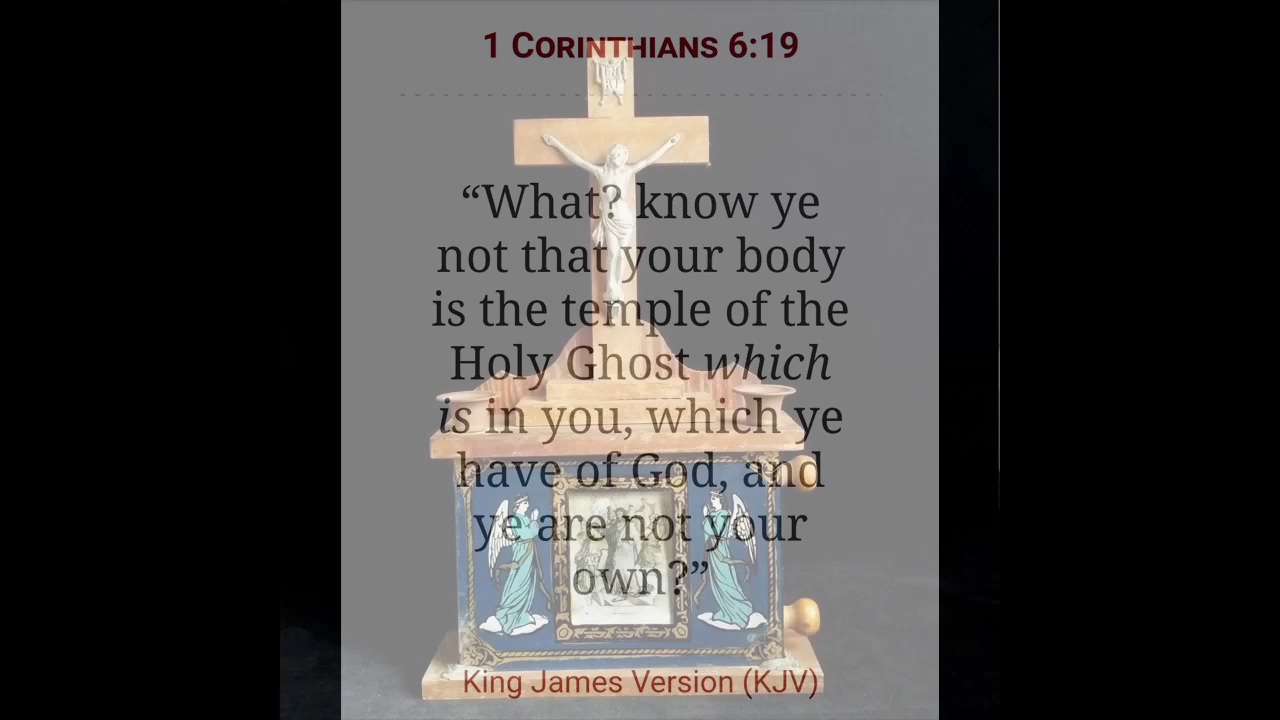 1 Corinthians 6:19
“What? know ye
not that your body
is the temple of the
Holy Ghost which
is in you, which ye
have of God, and
ye are not your
own?”
King James Version (KJV)